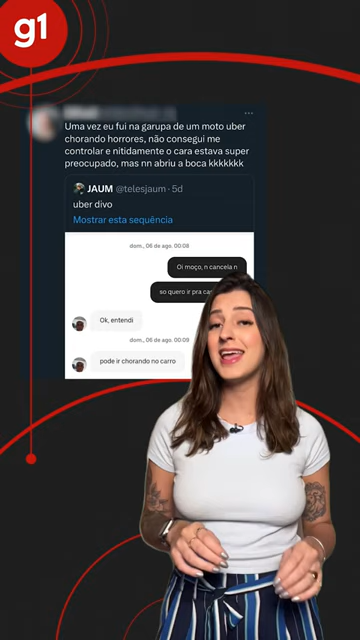 g1
Uma vez eu fui na garupa de um moto uber
chorando horrores, não consegui me
controlar e nitidamente o cara estava super
preocupado, mas nn abriu a boca kkkkkkk
JAUM @telesjaum · 5d
uber divo
Mostrar esta sequência
dom., 06 de ago. 00:08
Oi moço, n cancela n
so quero ir pra
Ok, entendi
dom., 06 de ago. 00:09
pode ir chorando no carro